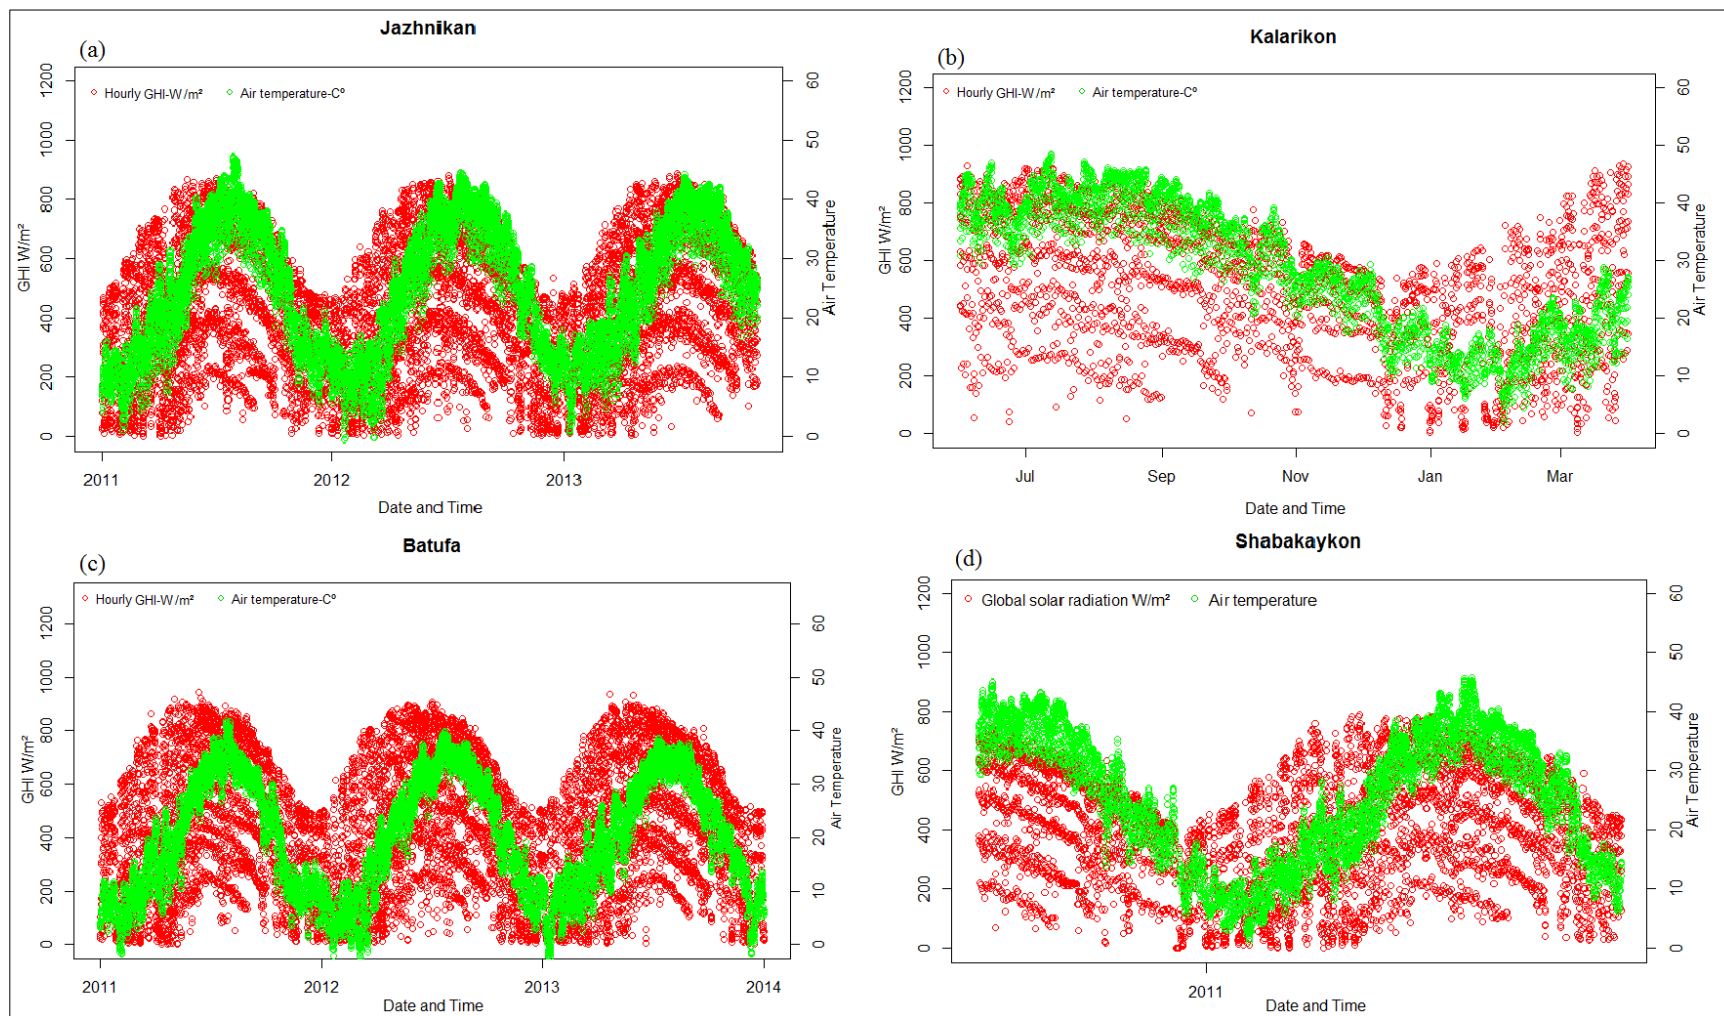 Jazhnikan
(a)
Hourly GHI-W/m² Air temperature-Cº
1200
1000
800
600
400
200
0
GHI W/m²
60
50
40
30
20
10
0
Air Temperature
2011 2012 2013
Date and Time
Kalarikon
(b)
Hourly GHI-W/m² Air temperature-Cº
1200
1000
800
600
400
200
0
GHI W/m²
60
50
40
30
20
10
0
Air Temperature
Jul Sep Nov Jan Mar
Date and Time
Batufa
(c)
Hourly GHI-W/m² Air temperature-Cº
1200
1000
800
600
400
200
0
GHI W/m²
60
50
40
30
20
10
0
Air Temperature
2011 2012 2013 2014
Date and Time
Shabakaykon
(d)
Global solar radiation W/m² Air temperature
1200
1000
800
600
400
200
0
GHI W/m²
60
50
40
30
20
10
0
Air Temperature
2011
Date and Time